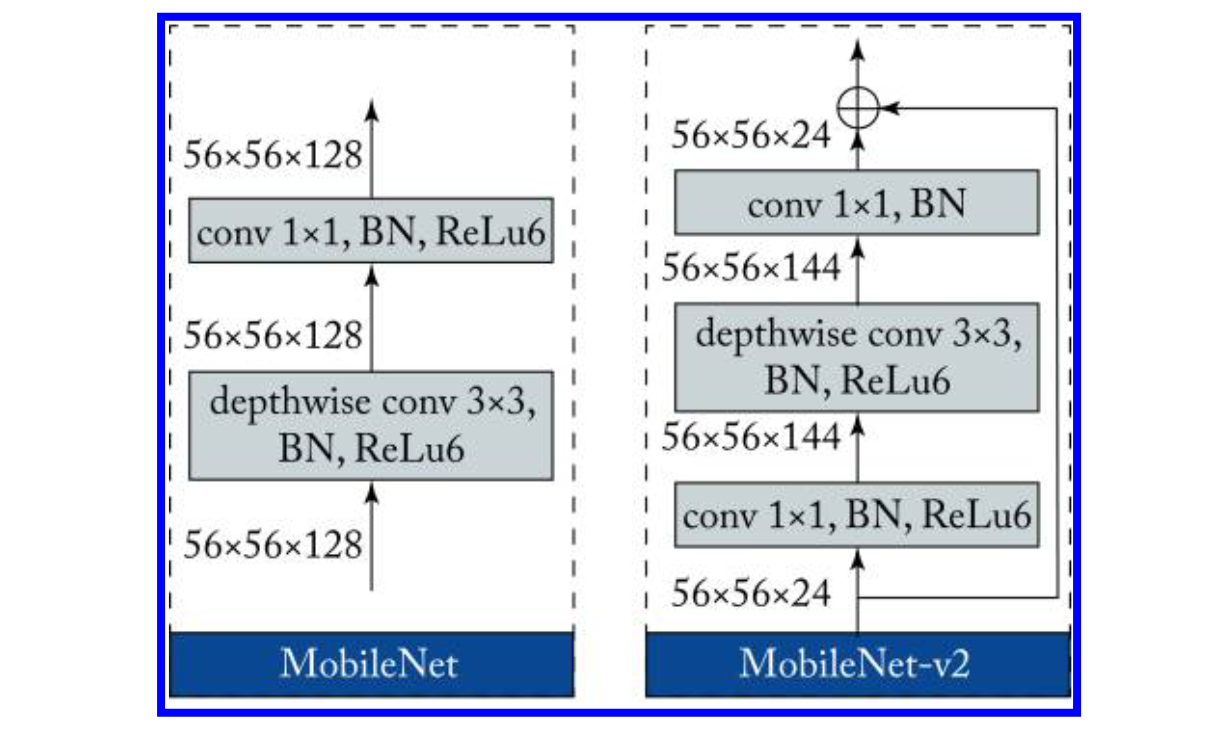 56×56×128
conv 1×1, BN, ReLu6
56×56×128
depthwise conv 3×3,
BN, ReLu6
56×56×128
MobileNet
56×56×24
conv 1×1, BN
56×56×144
depthwise conv 3×3,
BN, ReLu6
56×56×144
conv 1×1, BN, ReLu6
56×56×24
MobileNet-v2